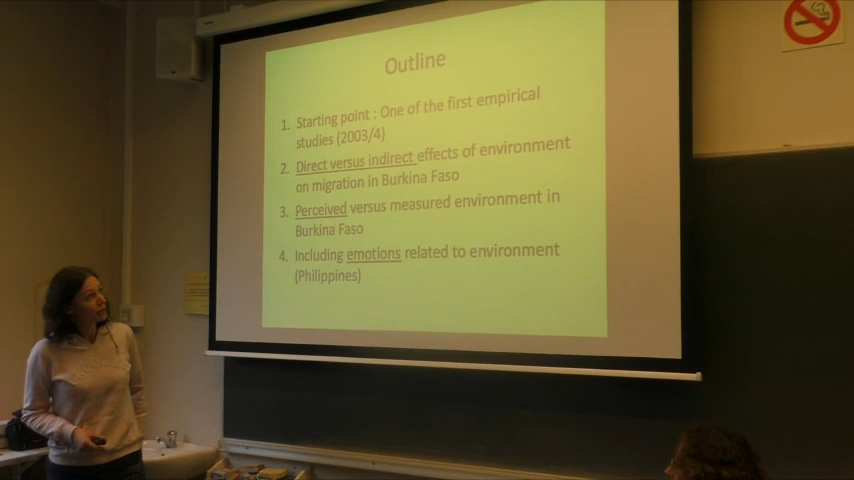 Outline
1. Starting point : One of the first empirical
studies (2003/4)
2. Direct versus indirect effects of environment
on migration in Burkina Faso
3. Perceived versus measured environment in
Burkina Faso
4. Including emotions related to environment
(Philippines)